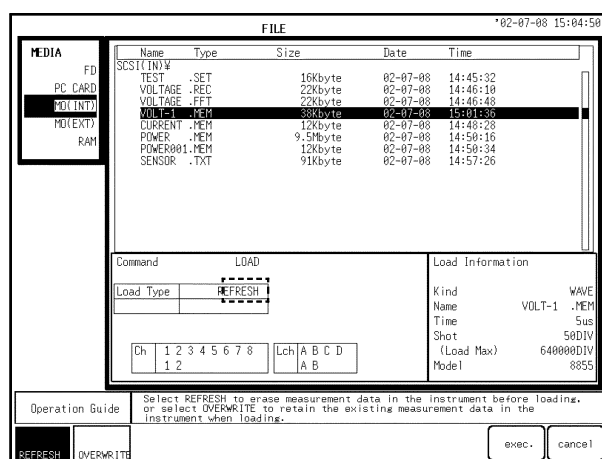 FILE
'02-07-08 15:04:50
MEDIA
FD
PC CARD
MO(INT)
MO(EXT)
RAM
Name Type Size Date Time
SCSI(IN)¥
TEST .SET 16Kbyte 02-07-08 14:45:32
VOLTAGE .REC 22Kbyte 02-07-08 14:46:10
VOLTAGE .FFT 22Kbyte 02-07-08 14:46:48
VOLT-1 .MEM 38Kbyte 02-07-08 15:01:36
CURRENT .MEM 12Kbyte 02-07-08 14:48:28
POWER .MEM 9.5Mbyte 02-07-08 14:50:16
POWER001.MEM 12Kbyte 02-07-08 14:50:34
SENSOR .TXT 91Kbyte 02-07-08 14:57:26
Command LOAD
Load Type REFRESH
Ch 1 2 3 4 5 6 7 8
1 2
Lch A B C D
A B
Load Information
Kind WAVE
Name VOLT-1 .MEM
Time 5us
Shot 50DIV
(Load Max) 640000DIV
Model 8855
Operation Guide
Select REFRESH to erase measurement data in the instrument before loading.
or select OVERWRITE to retain the existing measurement data in the
instrument when loading.
REFRESH OVERWRITE exec. cancel